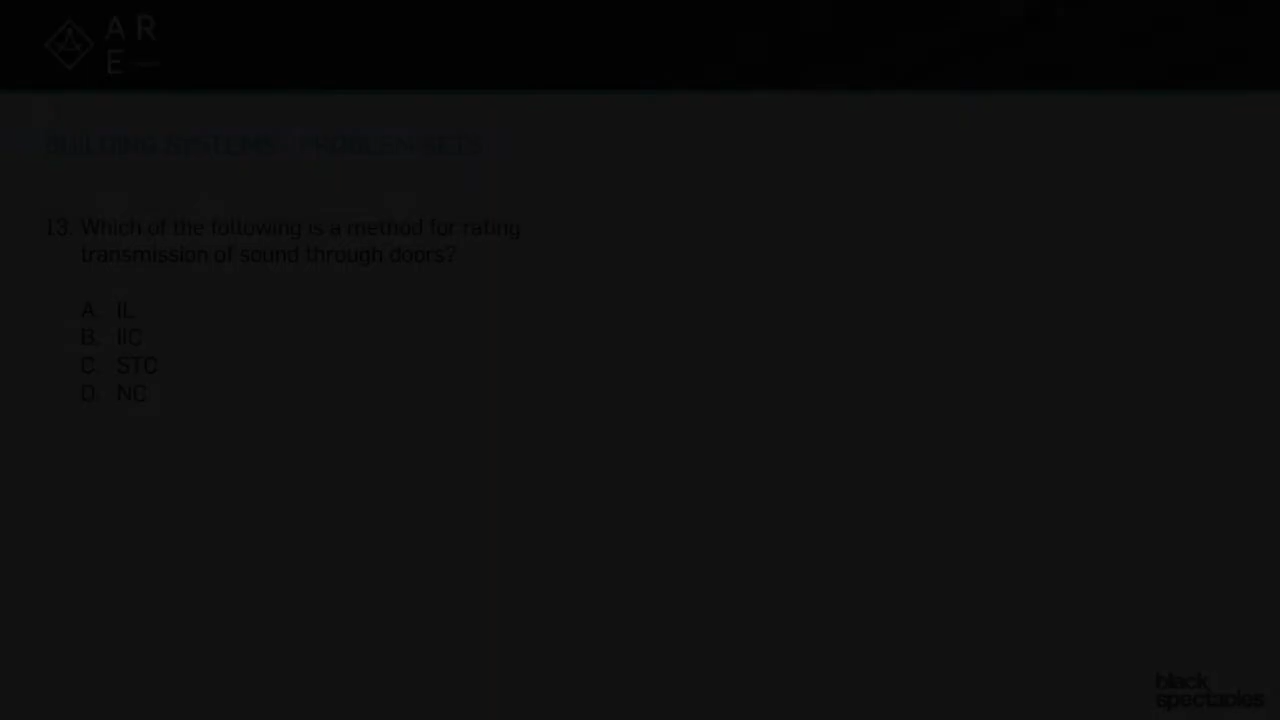 A R
E
BUILDING SYSTEMS - PROBLEM SETS
13. Which of the following is a method for rating
transmission of sound through doors?
A. IL
B. IIC
C. STC
D. NC
black
spectacles